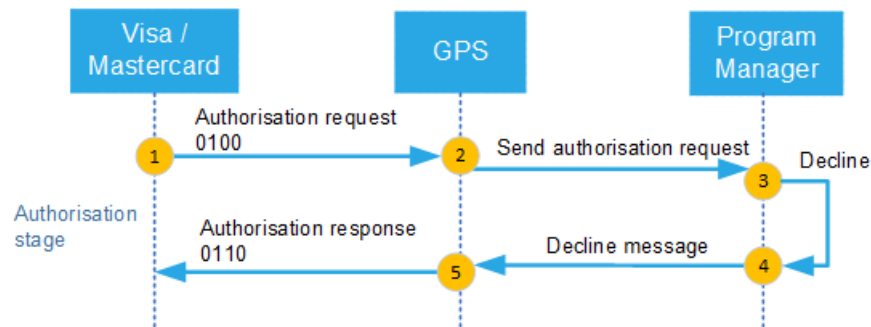 Visa /
Mastercard
GPS
Program
Manager
Authorisation request
0100
Send authorisation request
Decline
1
2
3
Authorisation
stage
Authorisation response
0110
Decline message
5
4